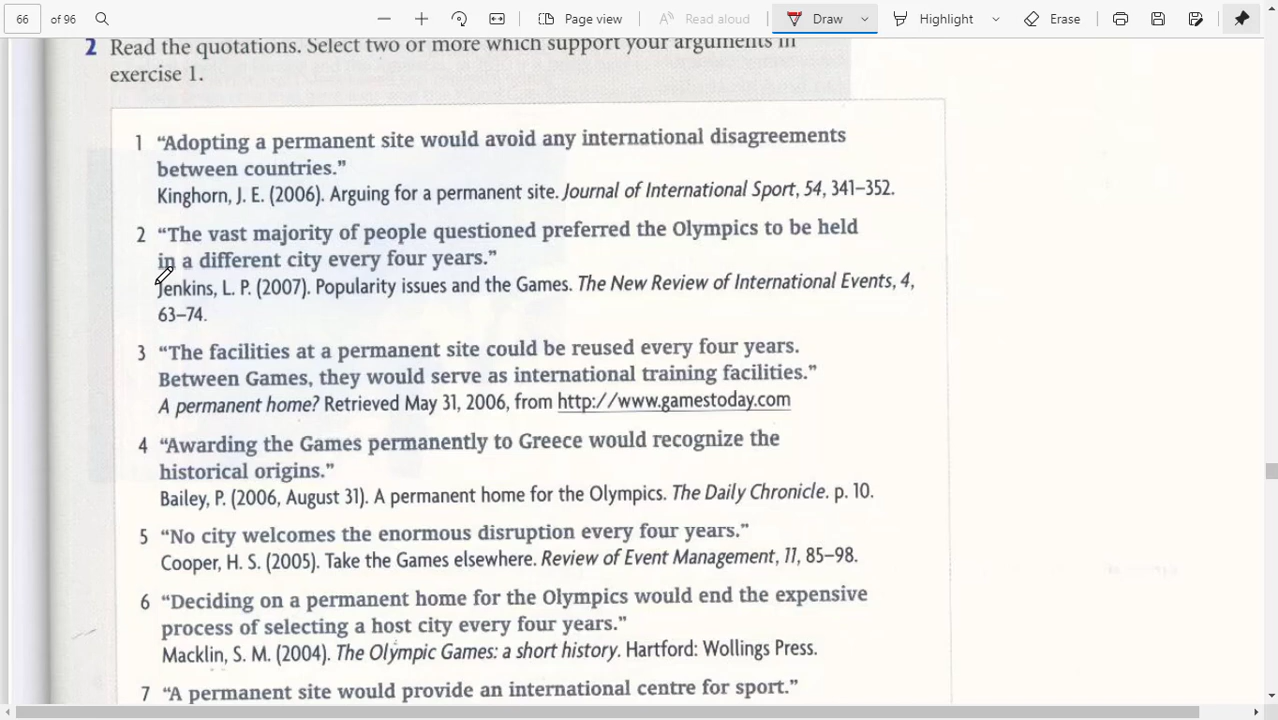 66 of 96 Page view Read aloud Draw Highlight Erase
2 Read the quotations. Select two or more which support your arguments in
exercise 1.
1 “Adopting a permanent site would avoid any international disagreements
between countries.”
Kinghorn, J. E. (2006). Arguing for a permanent site. Journal of International Sport, 54, 341–352.
2 “The vast majority of people questioned preferred the Olympics to be held
in a different city every four years.”
Jenkins, L. P. (2007). Popularity issues and the Games. The New Review of International Events, 4,
63–74.
3 “The facilities at a permanent site could be reused every four years.
Between Games, they would serve as international training facilities.”
A permanent home? Retrieved May 31, 2006, from http://www.gamestoday.com
4 “Awarding the Games permanently to Greece would recognize the
historical origins.”
Bailey, P. (2006, August 31). A permanent home for the Olympics. The Daily Chronicle. p. 10.
5 “No city welcomes the enormous disruption every four years.”
Cooper, H. S. (2005). Take the Games elsewhere. Review of Event Management, 11, 85–98.
6 “Deciding on a permanent home for the Olympics would end the expensive
process of selecting a host city every four years.”
Macklin, S. M. (2004). The Olympic Games: a short history. Hartford: Wollings Press.
7 “A permanent site would provide an international centre for sport.”